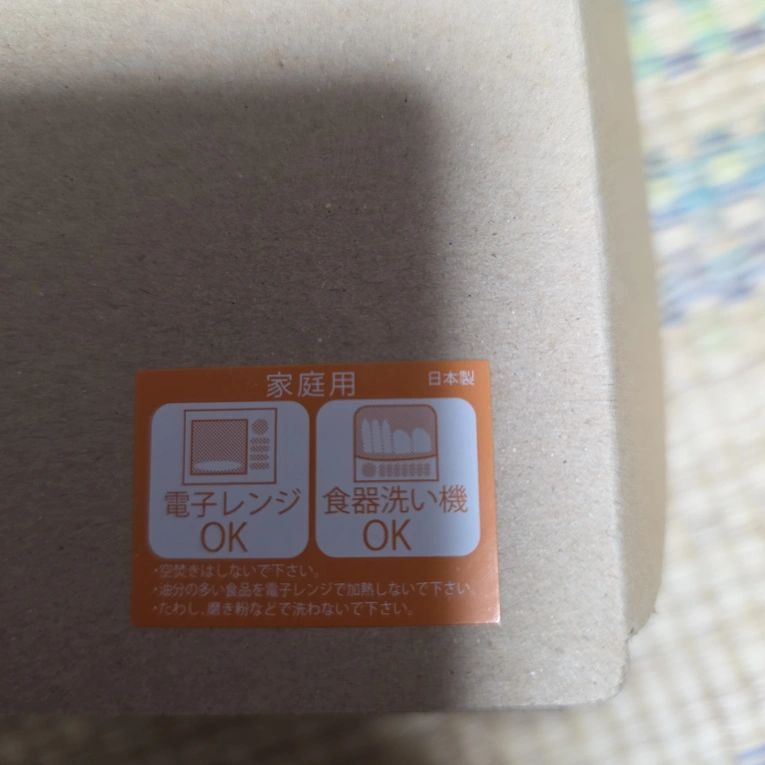 家庭用 日本製
電子レンジ
OK
食器洗い機
OK
・空焚きはしないで下さい。
・油分の多い食品を電子レンジで加熱しないで下さい。
・たわし、磨き粉などで洗わないで下さい。